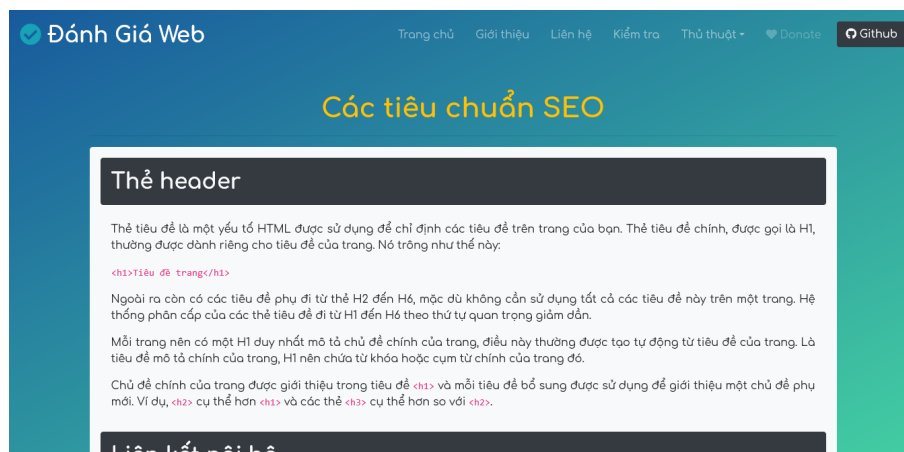 Đánh Giá Web
Trang chủ Giới thiệu Liên hệ Kiểm tra Thủ thuật Donate Github
Các tiêu chuẩn SEO
Thẻ header
Thẻ tiêu đề là một yếu tố HTML được sử dụng để chỉ định các tiêu đề trên trang của bạn. Thẻ tiêu đề chính, được gọi là H1,
thường được dành riêng cho tiêu đề của trang. Nó trông như thế này:
<h1>Tiêu đề trang</h1>
Ngoài ra còn có các tiêu đề phụ đi từ thẻ H2 đến H6, mặc dù không cần sử dụng tất cả các tiêu đề này trên một trang. Hệ
thống phân cấp của các thẻ tiêu đề đi từ H1 đến H6 theo thứ tự quan trọng giảm dần.
Mỗi trang nên có một H1 duy nhất mô tả chủ đề chính của trang, điều này thường được tạo tự động từ tiêu đề của trang. Là
tiêu đề mô tả chính của trang, H1 nên chứa từ khóa hoặc cụm từ chính của trang đó.
Chủ đề chính của trang được giới thiệu trong tiêu đề <h1> và mỗi tiêu đề bổ sung được sử dụng để giới thiệu một chủ đề phụ
mới. Ví dụ, <h2> cụ thể hơn <h1> và các thẻ <h3> cụ thể hơn so với <h2>.
Liên kết nội bộ